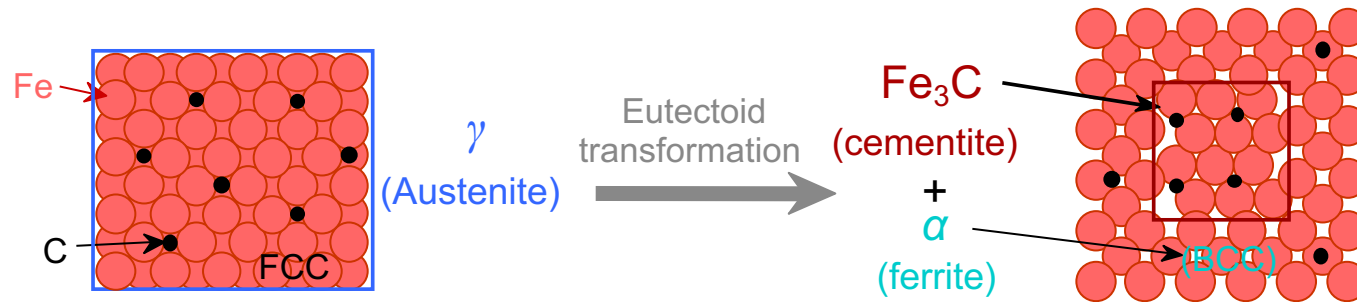 Fe
C
FCC
γ
(Austenite)
Eutectoid
transformation
Fe₃C
(cementite)
+
α
(ferrite)
(BCC)